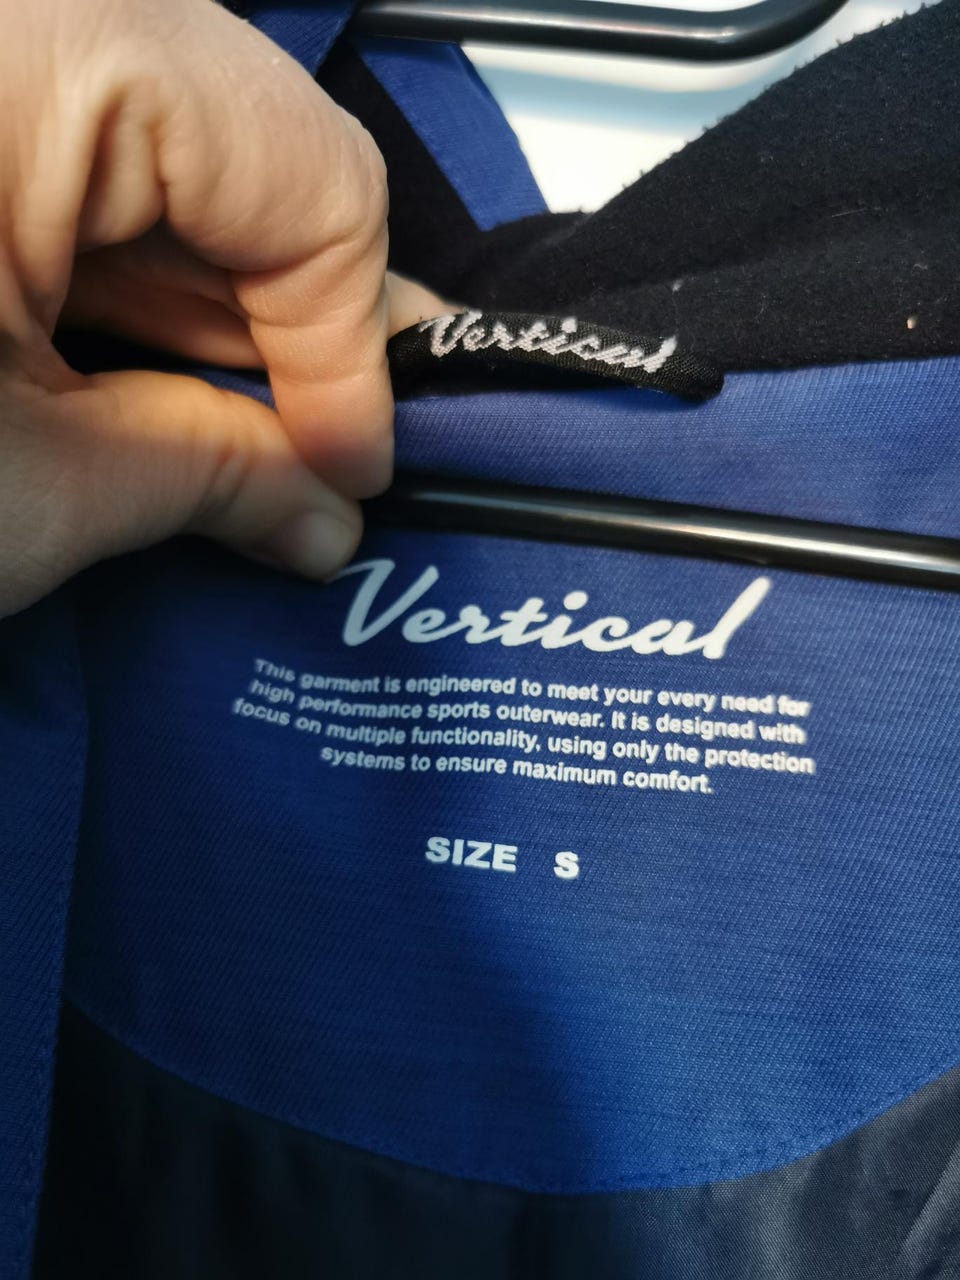 Vertical
Vertical
This garment is engineered to meet your every need for
high performance sports outerwear. It is designed with
focus on multiple functionality, using only the protection
systems to ensure maximum comfort.
SIZE S